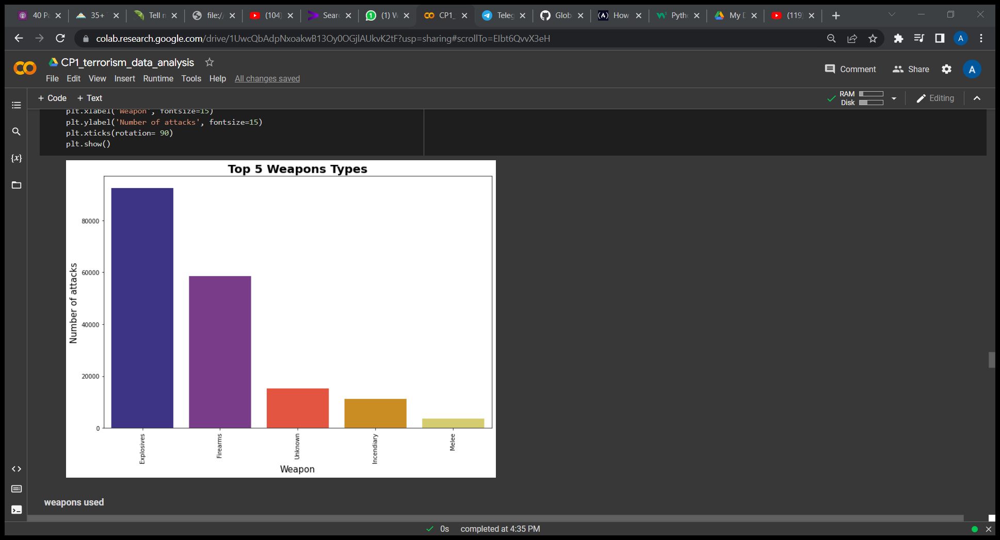 40 P
35+
Tell n
file:/
(104)
Sear
(1) W
CP1_
Teleg
Glob
How
Pyth
My D
(119)
colab.research.google.com/drive/1UwcQbAdpNxoakwB13Oy0OGjlAUkvK2tF?usp=sharing#scrollTo=EIbt6QvvX3eH
A
CP1_terrorism_data_analysis
Comment
Share
A
File Edit View Insert Runtime Tools Help All changes saved
+ Code + Text
RAM
Disk
Editing
plt.xlabel('Weapon', fontsize=15)
plt.ylabel('Number of attacks', fontsize=15)
plt.xticks(rotation= 90)
plt.show()
{x}
Top 5 Weapons Types
Number of attacks
80000
60000
40000
20000
0
Explosives
Firearms
Unknown
Incendiary
Melee
Weapon
weapons used
0s completed at 4:35 PM